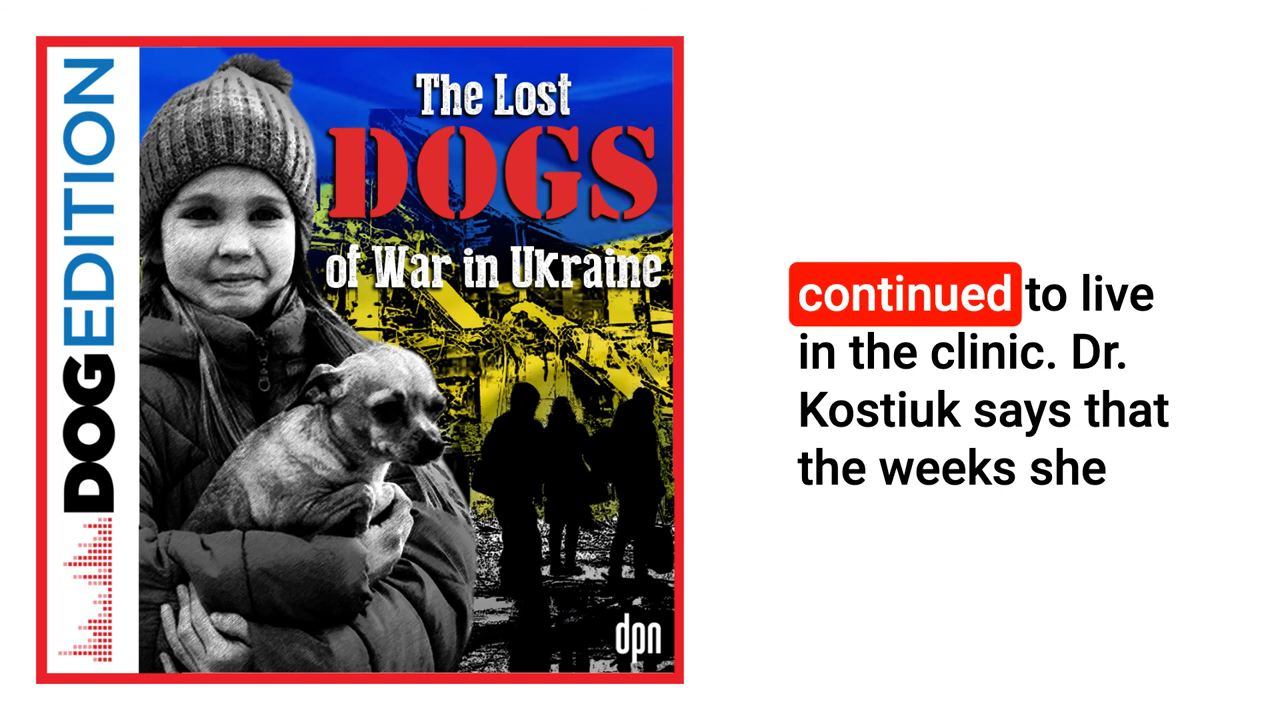 DOGEDITION
The Lost
DOGS
of War in Ukraine
dpn
continued to live
in the clinic. Dr.
Kostiuk says that
the weeks she